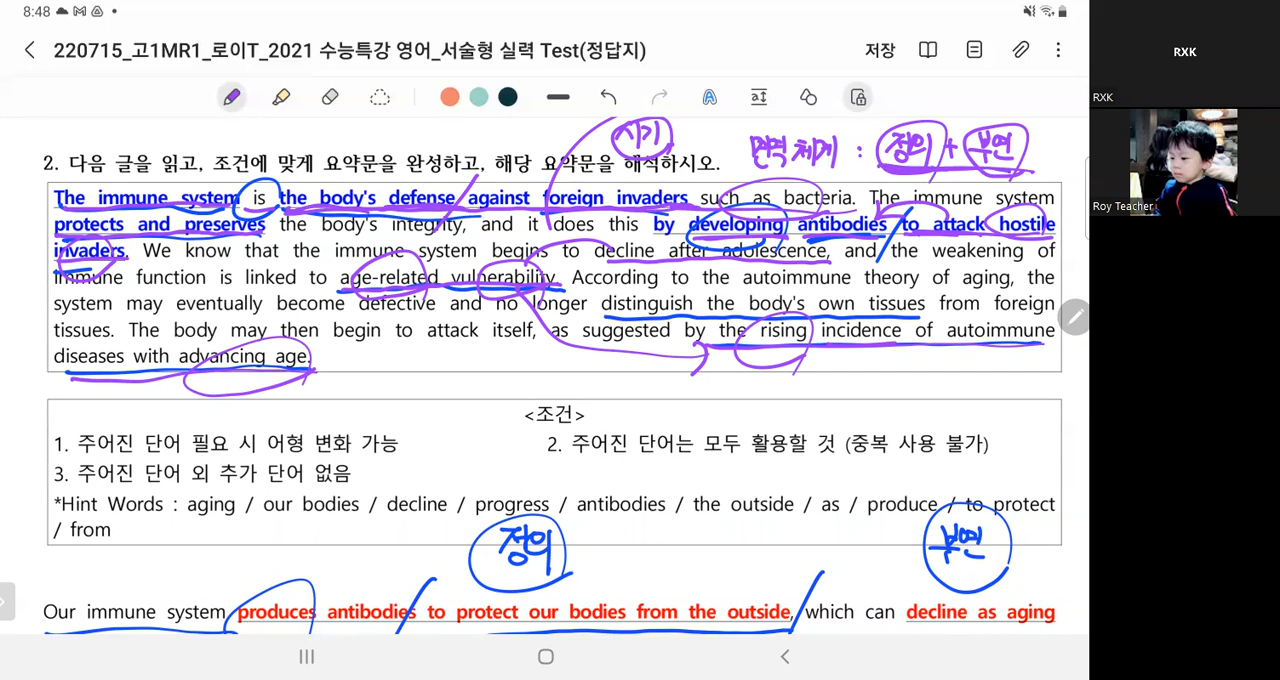 8:48
220715_고1MR1_로이T_2021 수능특강 영어_서술형 실력 Test(정답지)
저장
RXK
RXK
Roy Teacher
시기
면역 체계 : 정의 + 부연
2. 다음 글을 읽고, 조건에 맞게 요약문을 완성하고, 해당 요약문을 해석하시오.
The immune system is the body's defense against foreign invaders such as bacteria. The immune system
protects and preserves the body's integrity, and it does this by developing antibodies to attack hostile
invaders. We know that the immune system begins to decline after adolescence, and the weakening of
immune function is linked to age-related vulnerability. According to the autoimmune theory of aging, the
system may eventually become defective and no longer distinguish the body's own tissues from foreign
tissues. The body may then begin to attack itself, as suggested by the rising incidence of autoimmune
diseases with advancing age.
<조건>
1. 주어진 단어 필요 시 어형 변화 가능
2. 주어진 단어는 모두 활용할 것 (중복 사용 불가)
3. 주어진 단어 외 추가 단어 없음
*Hint Words : aging / our bodies / decline / progress / antibodies / the outside / as / produce / to protect
/ from
정의
부연
Our immune system produces antibodies to protect our bodies from the outside, which can decline as aging